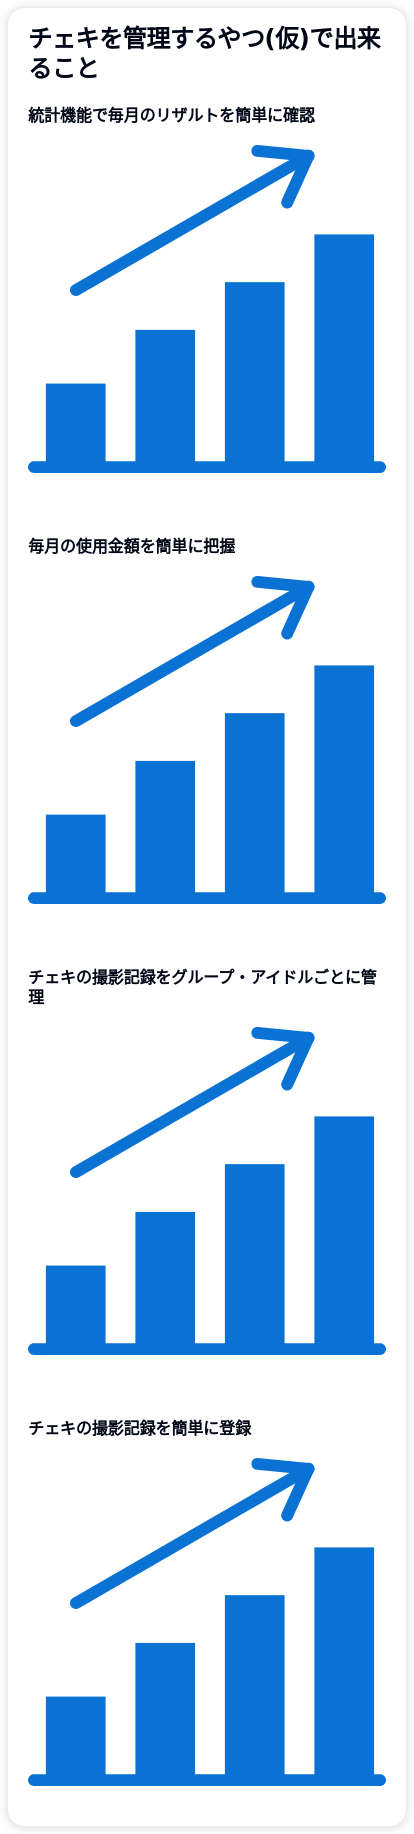 チェキを管理するやつ(仮)で出来
ること
統計機能で毎月のリザルトを簡単に確認
毎月の使用金額を簡単に把握
チェキの撮影記録をグループ・アイドルごとに管
理
チェキの撮影記録を簡単に登録